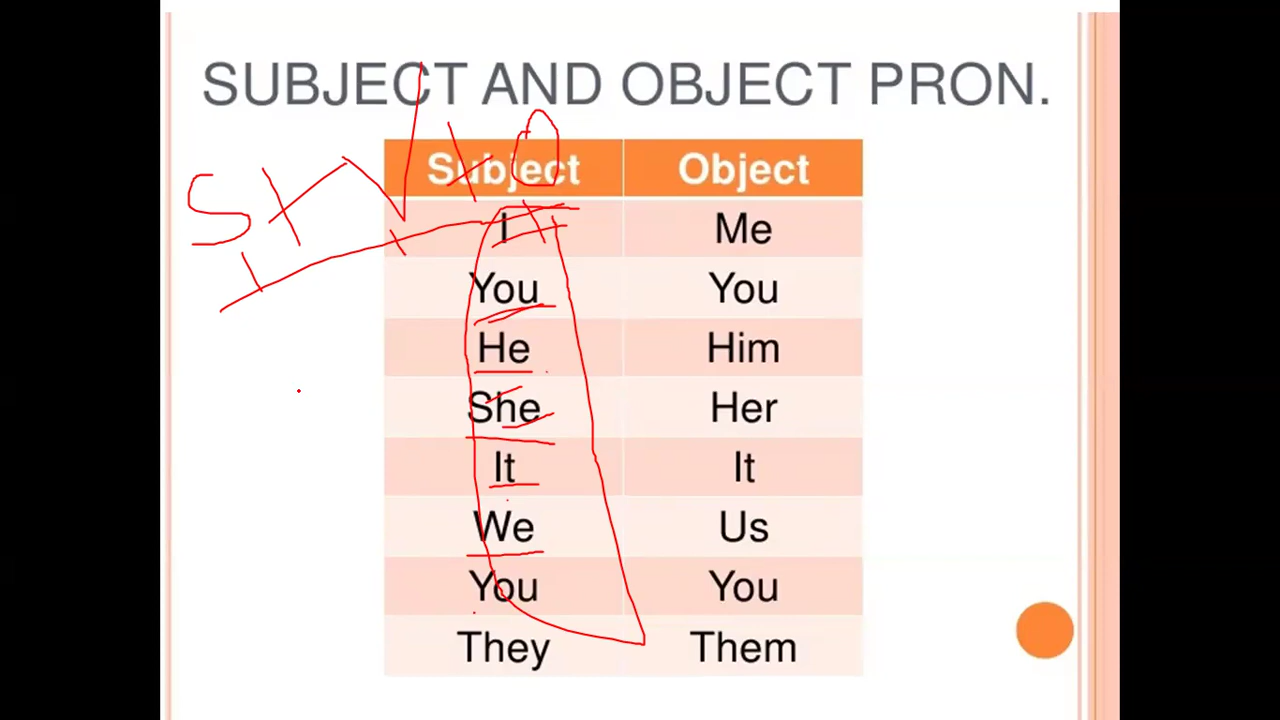 SUBJECT AND OBJECT PRON.
S+V+O
Subject Object
I Me
You You
He Him
She Her
It It
We Us
You You
They Them